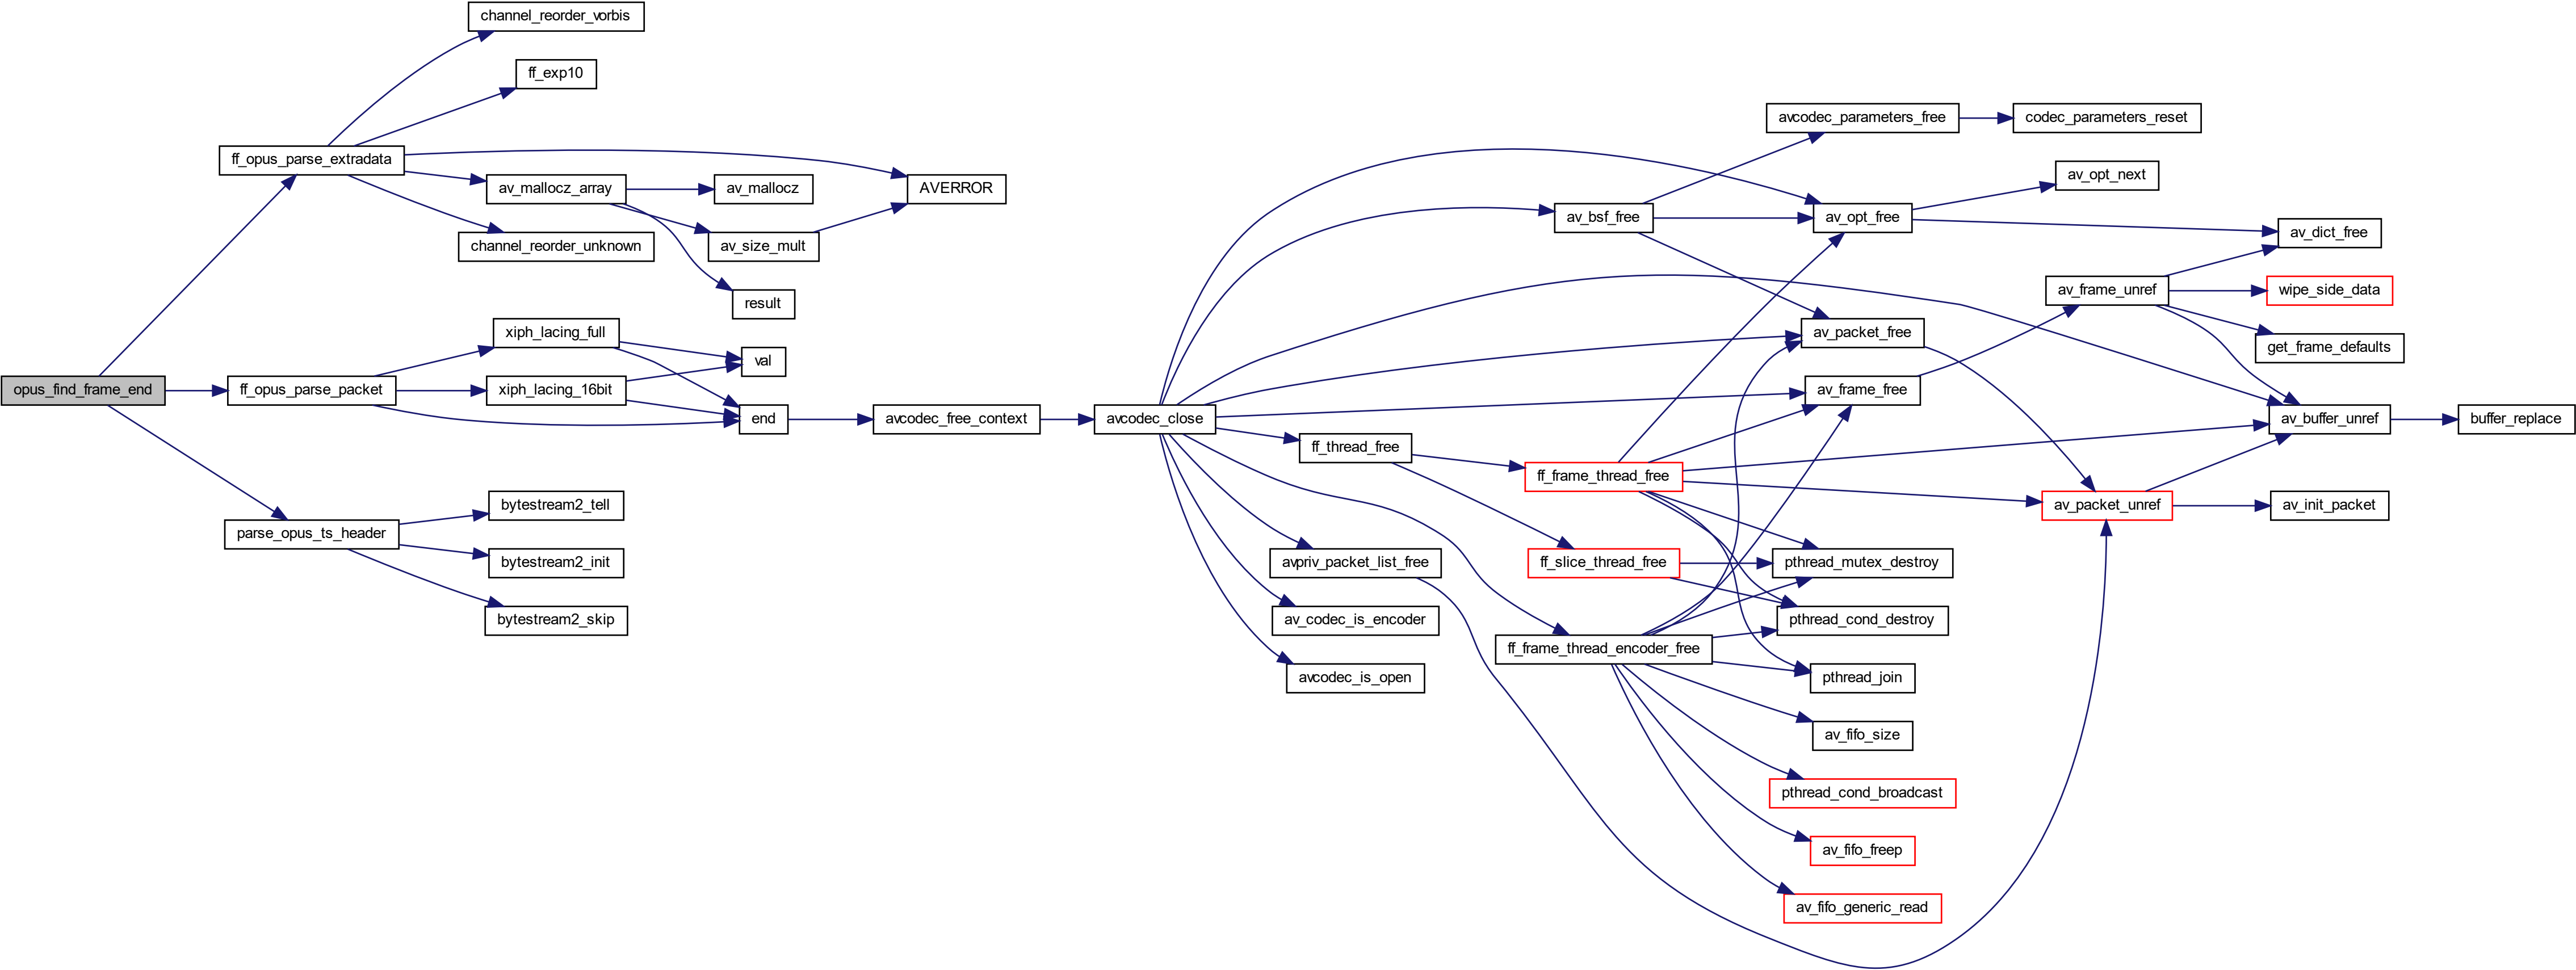 opus_find_frame_end
ff_opus_parse_extradata
ff_opus_parse_packet
parse_opus_ts_header
channel_reorder_vorbis
ff_exp10
av_mallocz_array
channel_reorder_unknown
xiph_lacing_full
xiph_lacing_16bit
bytestream2_tell
bytestream2_init
bytestream2_skip
av_mallocz
av_size_mult
result
val
end
AVERROR
avcodec_free_context
avcodec_close
ff_thread_free
avpriv_packet_list_free
av_codec_is_encoder
avcodec_is_open
av_bsf_free
ff_frame_thread_free
ff_slice_thread_free
ff_frame_thread_encoder_free
avcodec_parameters_free
av_opt_free
av_packet_free
av_frame_free
pthread_mutex_destroy
pthread_cond_destroy
pthread_join
av_fifo_size
pthread_cond_broadcast
av_fifo_freep
av_fifo_generic_read
codec_parameters_reset
av_opt_next
av_frame_unref
av_packet_unref
av_dict_free
wipe_side_data
get_frame_defaults
av_buffer_unref
av_init_packet
buffer_replace